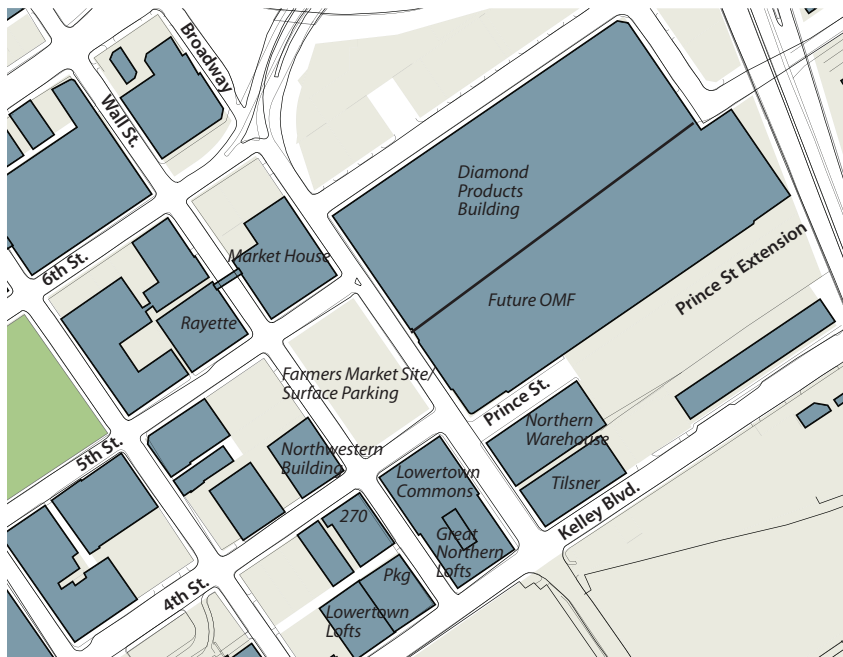 Broadway
Wall St.
Diamond
Products
Building
Market House
6th St.
Prince St Extension
Future OMF
Rayette
Farmers Market Site/
Surface Parking
Prince St.
Northern
Warehouse
5th St.
Northwestern
Building
Lowertown
Commons
Tilsner
Kelley Blvd.
270
Great
Northern
Lofts
4th St.
Pkg
Lowertown
Lofts